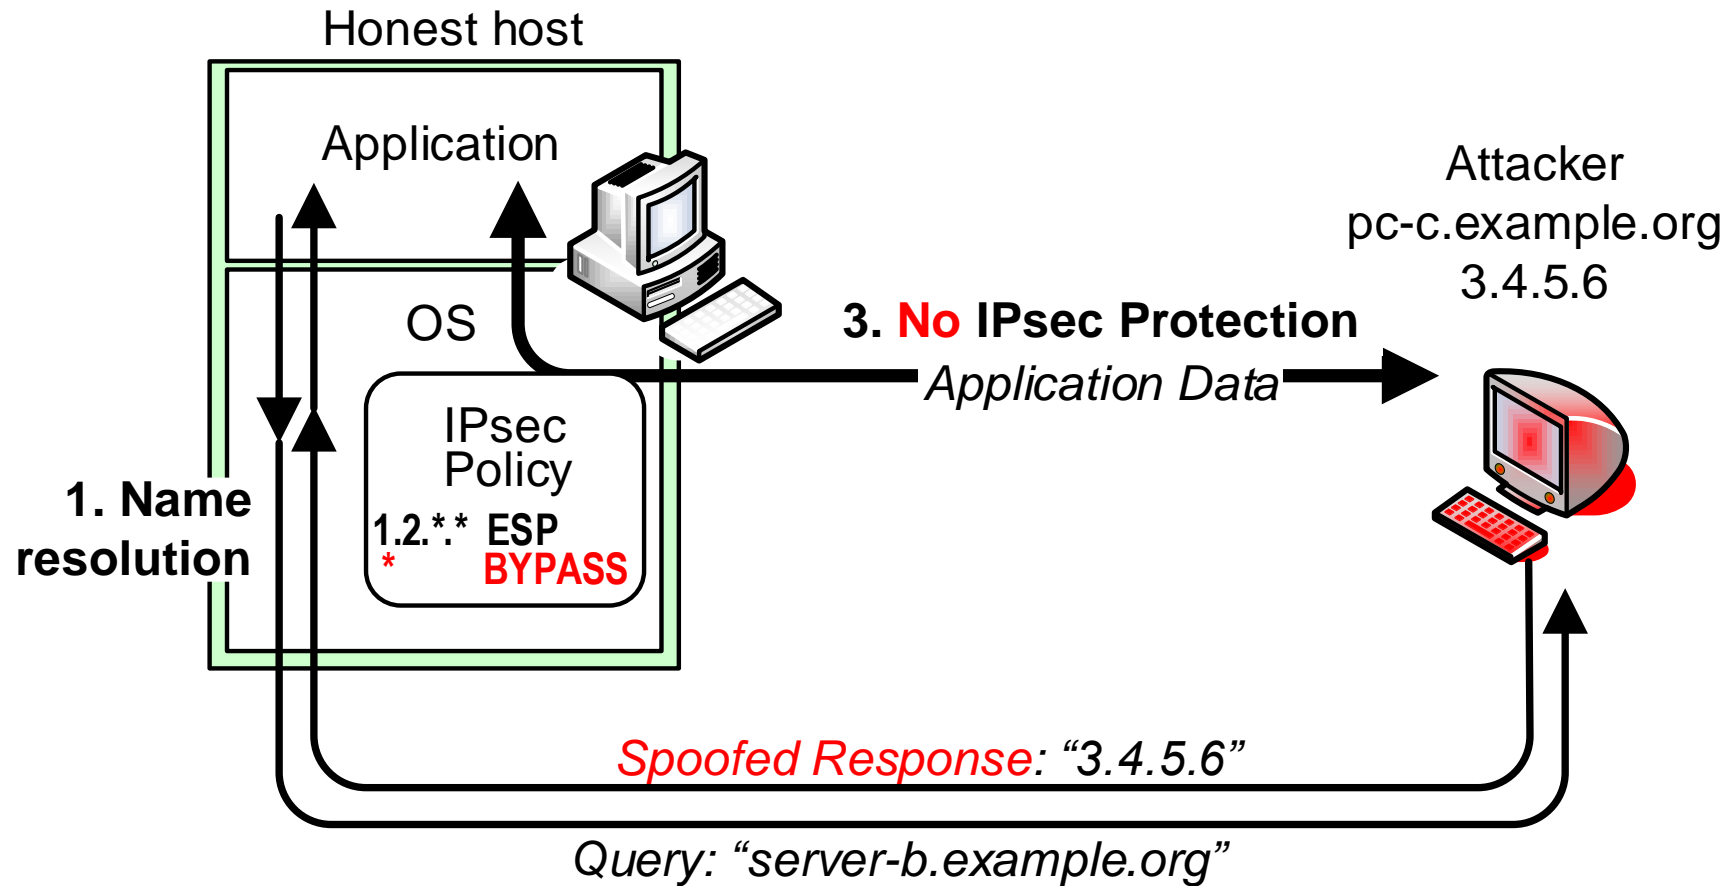 Honest host
Application
OS
IPsec
Policy
1.2.*.* ESP
* BYPASS
1. Name
resolution
Attacker
pc-c.example.org
3.4.5.6
3. No IPsec Protection
Application Data
Spoofed Response: “3.4.5.6”
Query: “server-b.example.org”